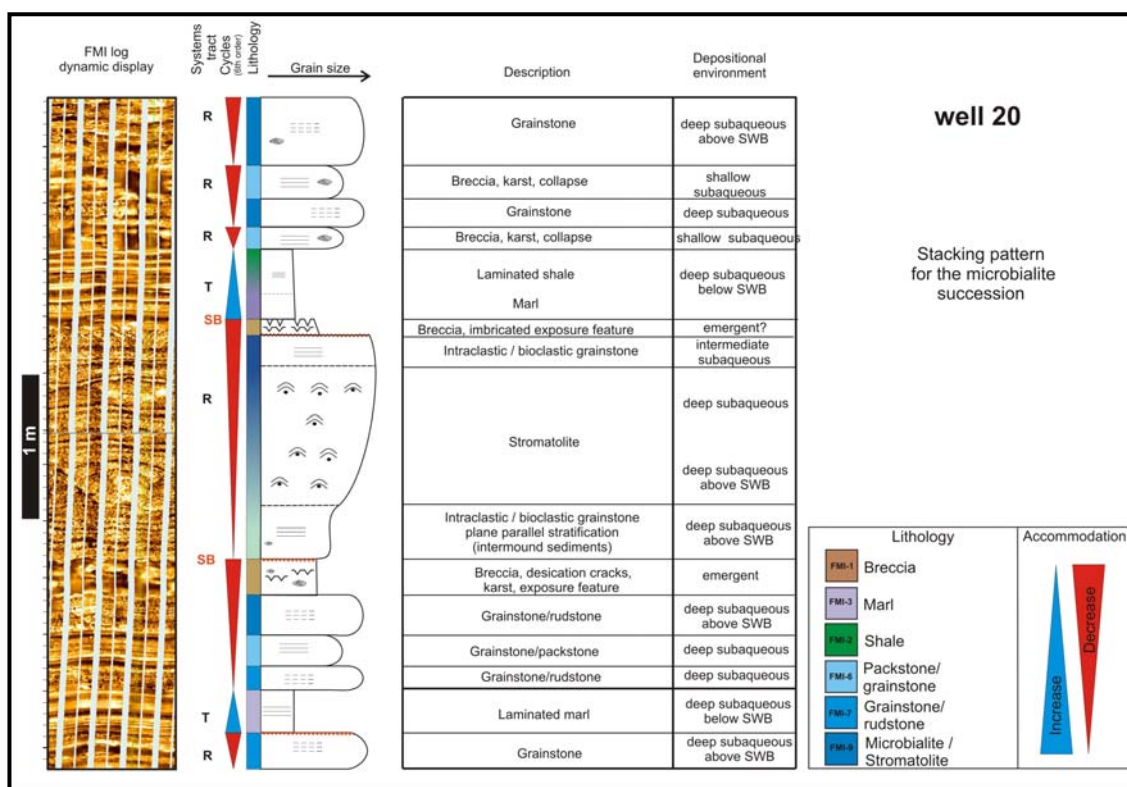 FMI log
dynamic display
Systems
tract
Cycles
(6th order)
Lithology
Grain size
Description
Depositional
environment
well 20
Stacking pattern
for the microbialite
succession
R
Grainstone
deep subaqueous
above SWB
R
Breccia, karst, collapse
shallow
subaqueous
Grainstone
deep subaqueous
R
Breccia, karst, collapse
shallow subaqueous
T
Laminated shale
Marl
deep subaqueous
below SWB
SB
Breccia, imbricated exposure feature
emergent?
Intraclastic / bioclastic grainstone
intermediate
subaqueous
R
1 m
Stromatolite
deep subaqueous
deep subaqueous
above SWB
Intraclastic / bioclastic grainstone
plane parallel stratification
(intermound sediments)
deep subaqueous
above SWB
SB
Breccia, desication cracks,
karst, exposure feature
emergent
Grainstone/rudstone
deep subaqueous
above SWB
Grainstone/packstone
deep subaqueous
Grainstone/rudstone
deep subaqueous
T
Laminated marl
deep subaqueous
below SWB
R
Grainstone
deep subaqueous
above SWB
Lithology
FMI-1 Breccia
FMI-3 Marl
FMI-2 Shale
FMI-6 Packstone/
grainstone
FMI-7 Grainstone/
rudstone
FMI-9 Microbialite /
Stromatolite
Accommodation
Increase
Decrease